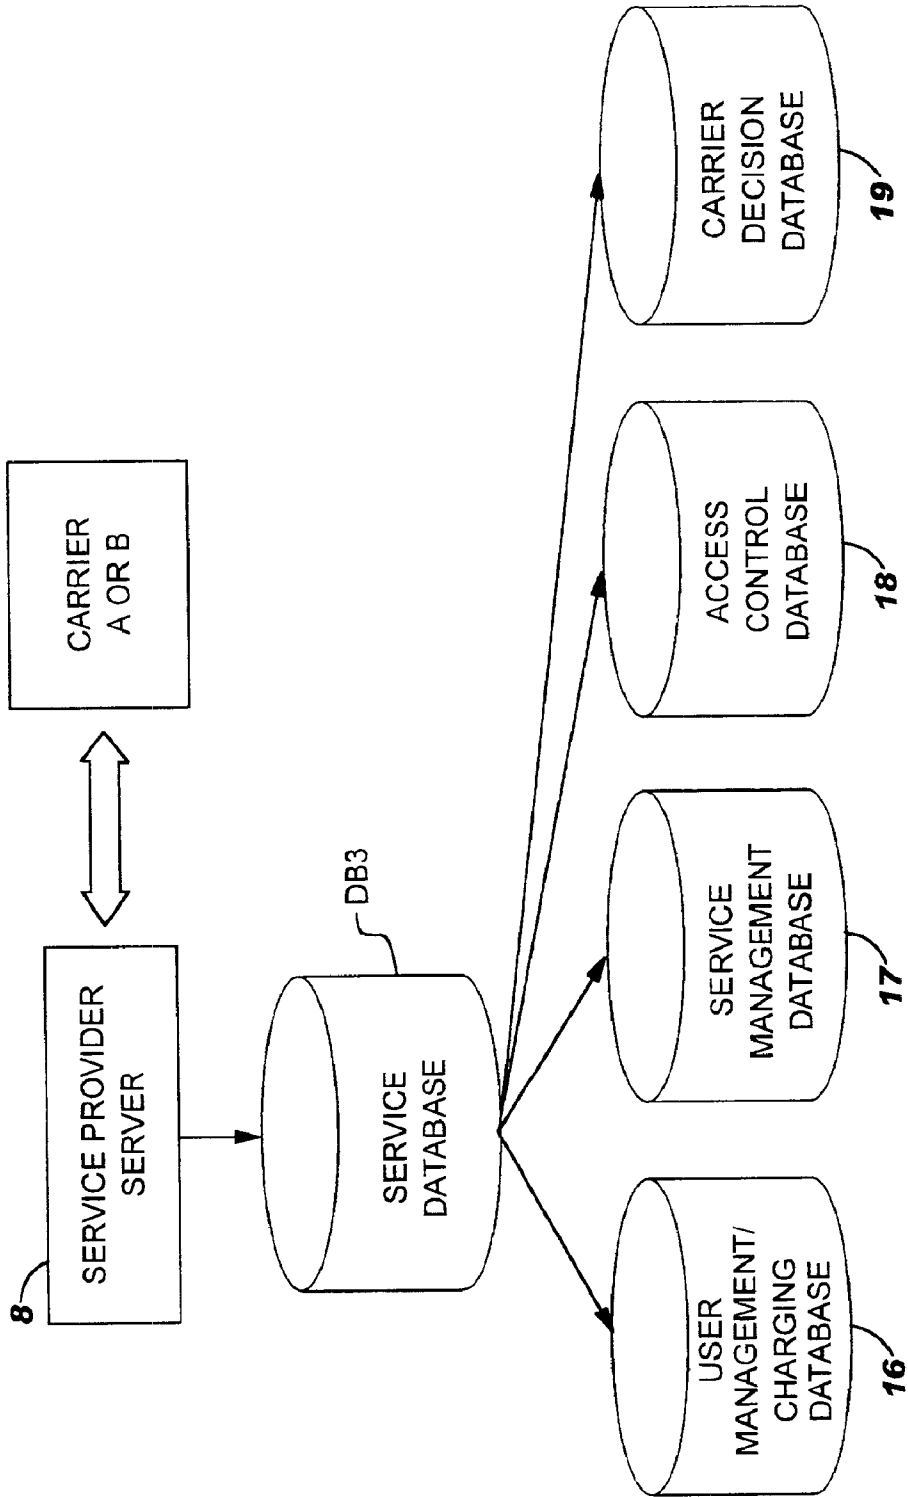 8
SERVICE PROVIDER
SERVER
CARRIER
A OR B
SERVICE
DATABASE
DB3
USER
MANAGEMENT/
CHARGING
DATABASE
16
SERVICE
MANAGEMENT
DATABASE
17
ACCESS
CONTROL
DATABASE
18
CARRIER
DECISION
DATABASE
19